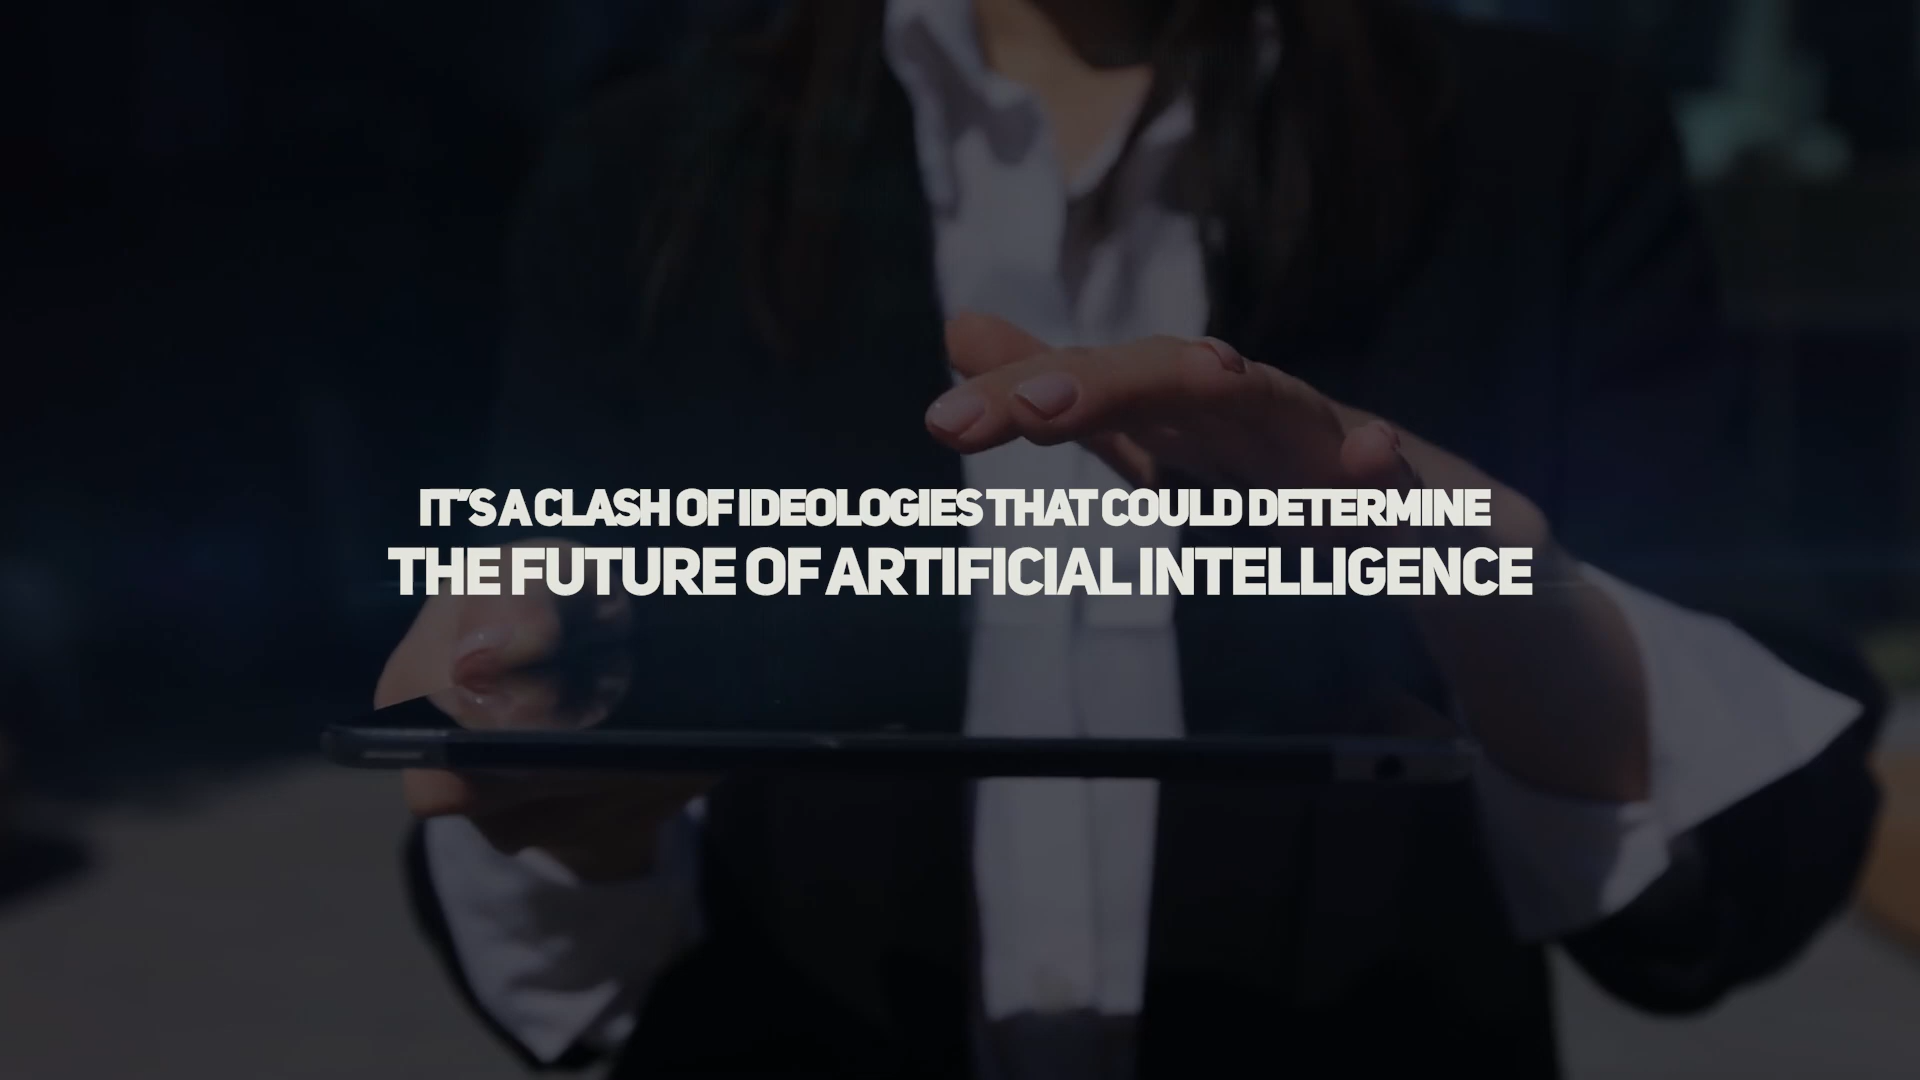 IT'S A CLASH OF IDEOLOGIES THAT COULD DETERMINE
THE FUTURE OF ARTIFICIAL INTELLIGENCE